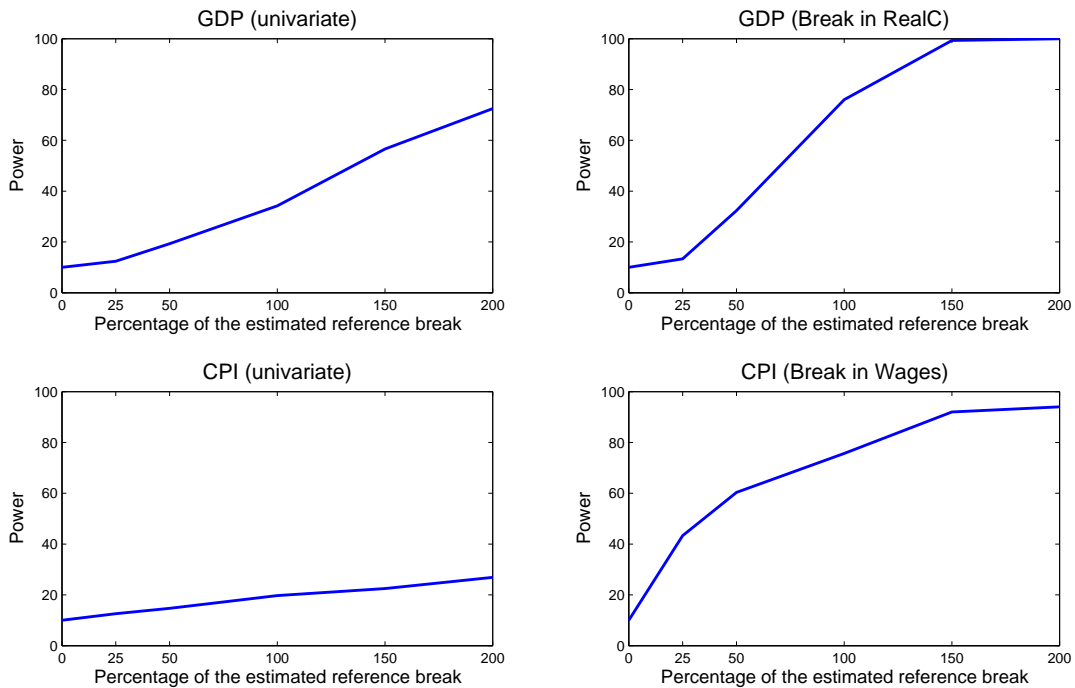 GDP (univariate)
100
80
60
40
20
0
Power
0 25 50 100 150 200
Percentage of the estimated reference break
GDP (Break in RealC)
100
80
60
40
20
0
Power
0 25 50 100 150 200
Percentage of the estimated reference break
CPI (univariate)
100
80
60
40
20
0
Power
0 25 50 100 150 200
Percentage of the estimated reference break
CPI (Break in Wages)
100
80
60
40
20
0
Power
0 25 50 100 150 200
Percentage of the estimated reference break